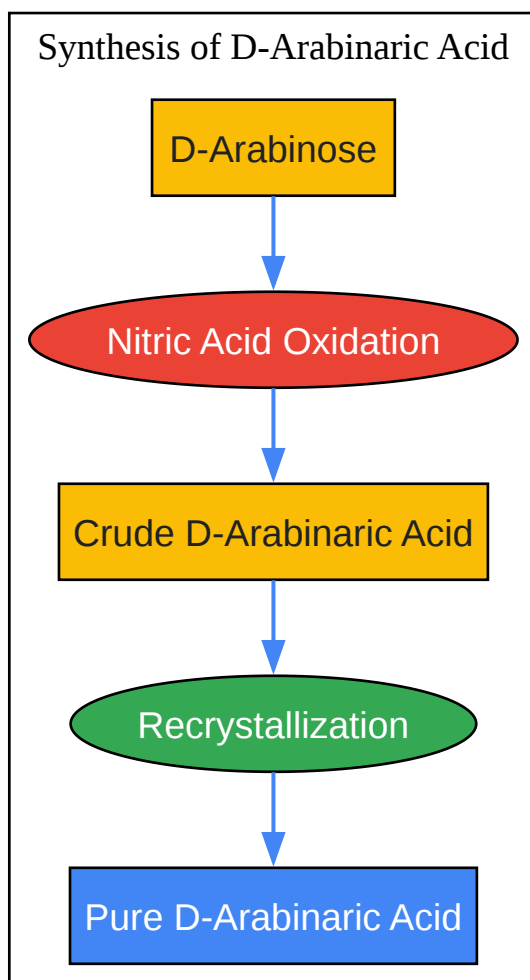 Synthesis of D-Arabinaric Acid
D-Arabinose
Nitric Acid Oxidation
Crude D-Arabinaric Acid
Recrystallization
Pure D-Arabinaric Acid